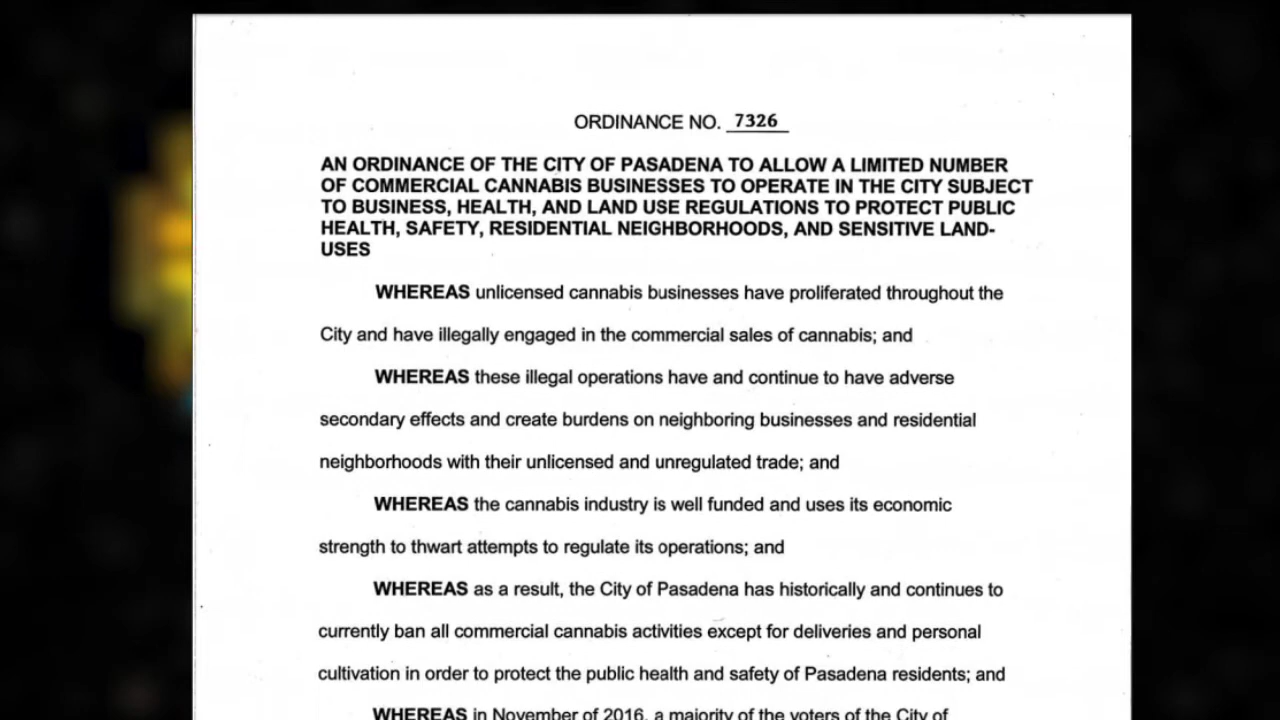 ORDINANCE NO. 7326
AN ORDINANCE OF THE CITY OF PASADENA TO ALLOW A LIMITED NUMBER
OF COMMERCIAL CANNABIS BUSINESSES TO OPERATE IN THE CITY SUBJECT
TO BUSINESS, HEALTH, AND LAND USE REGULATIONS TO PROTECT PUBLIC
HEALTH, SAFETY, RESIDENTIAL NEIGHBORHOODS, AND SENSITIVE LAND-
USES
WHEREAS unlicensed cannabis businesses have proliferated throughout the
City and have illegally engaged in the commercial sales of cannabis; and
WHEREAS these illegal operations have and continue to have adverse
secondary effects and create burdens on neighboring businesses and residential
neighborhoods with their unlicensed and unregulated trade; and
WHEREAS the cannabis industry is well funded and uses its economic
strength to thwart attempts to regulate its operations; and
WHEREAS as a result, the City of Pasadena has historically and continues to
currently ban all commercial cannabis activities except for deliveries and personal
cultivation in order to protect the public health and safety of Pasadena residents; and
WHEREAS in November of 2016, a majority of the voters of the City of